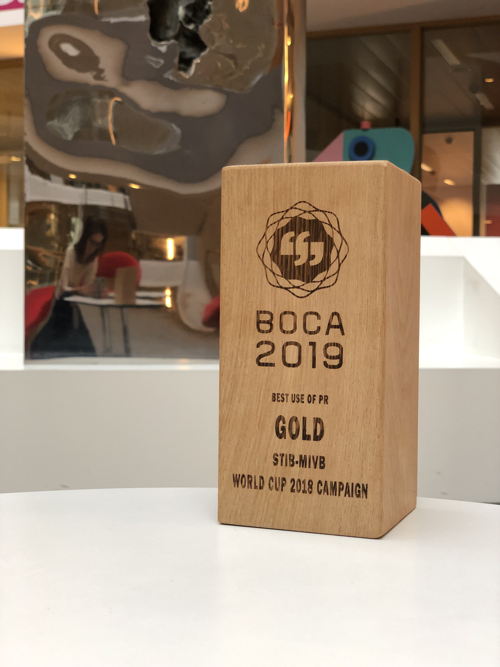 BOCA
2019
BEST USE OF PR
GOLD
STIB-MIVB
WORLD CUP 2018 CAMPAIGN